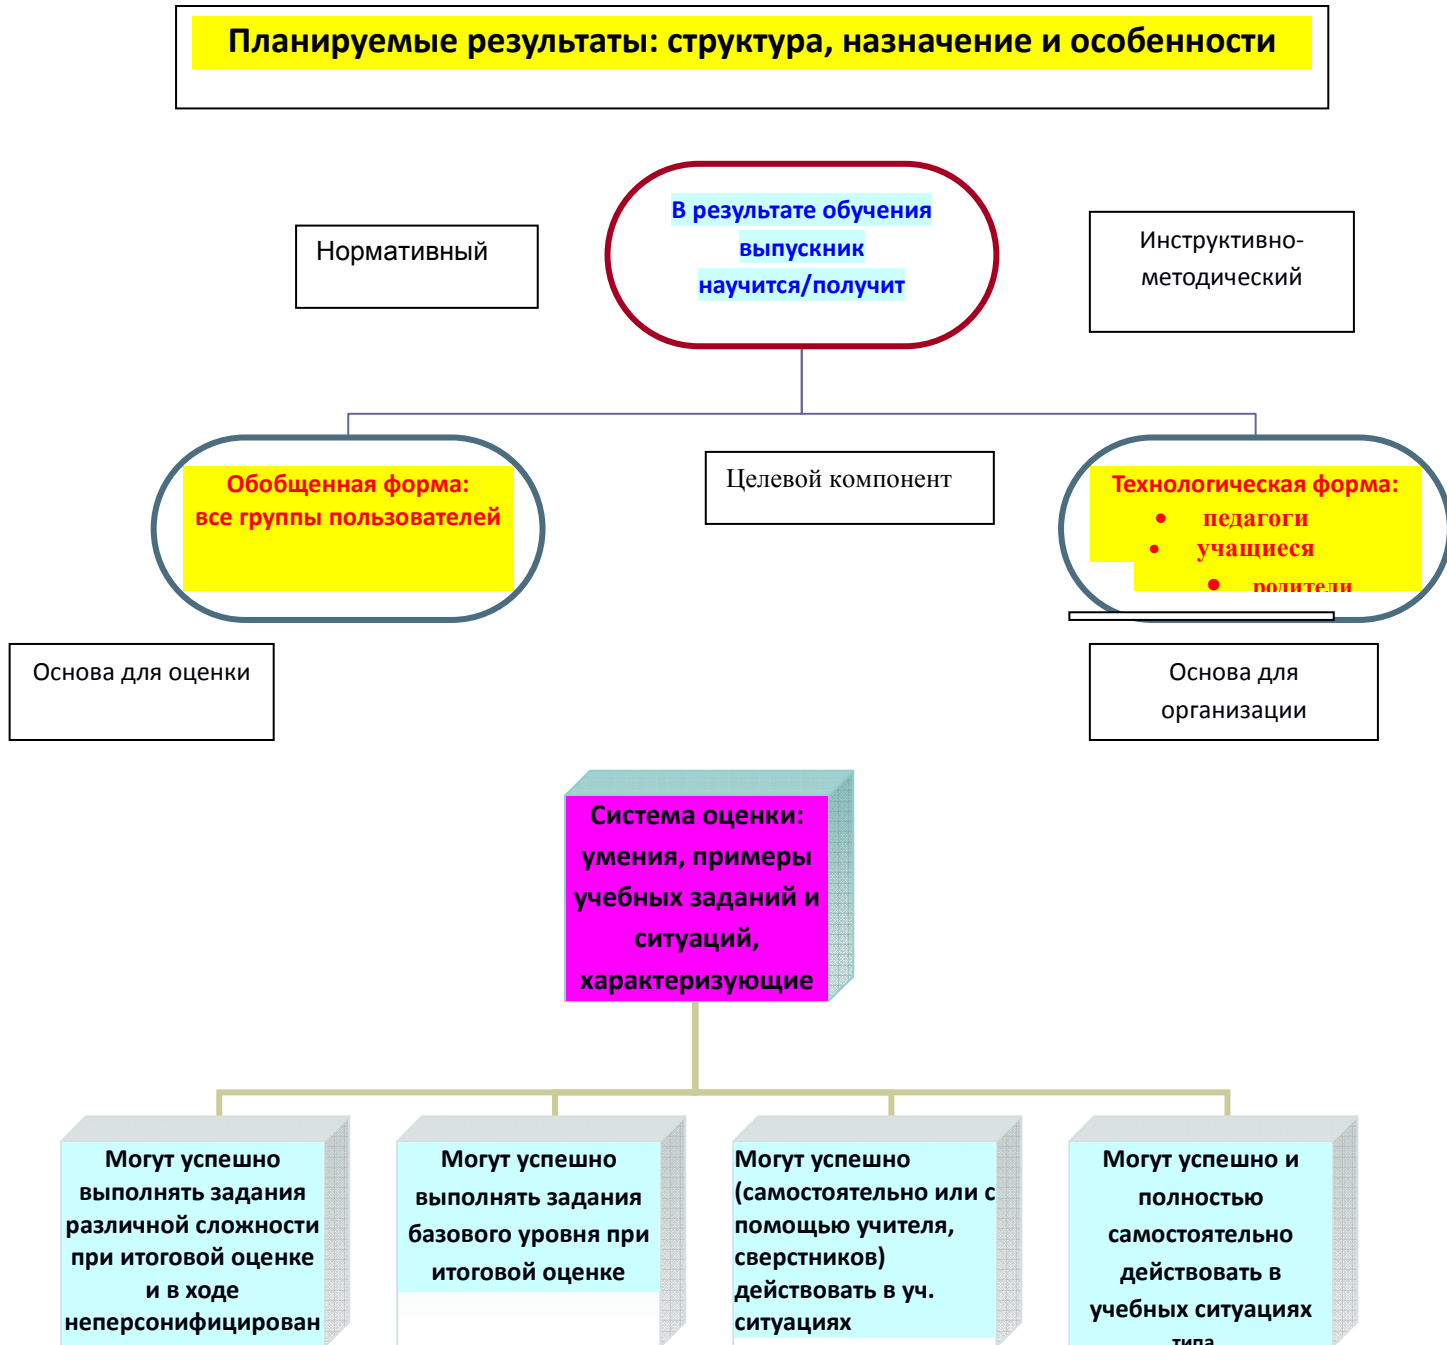 Планируемые результаты: структура, назначение и особенности
В результате обучения
выпускник
научится/получит
Нормативный
Инструктивно-
методический
Обобщенная форма:
все группы пользователей
Целевой компонент
Технологическая форма:
• педагоги
• учащиеся
• родители
Основа для оценки
Основа для
организации
Система оценки:
умения, примеры
учебных заданий и
ситуаций,
характеризующие
Могут успешно
выполнять задания
различной сложности
при итоговой оценке
и в ходе
неперсонифицирован
Могут успешно
выполнять задания
базового уровня при
итоговой оценке
Могут успешно
(самостоятельно или с
помощью учителя,
сверстников)
действовать в уч.
ситуациях
Могут успешно и
полностью
самостоятельно
действовать в
учебных ситуациях
типа